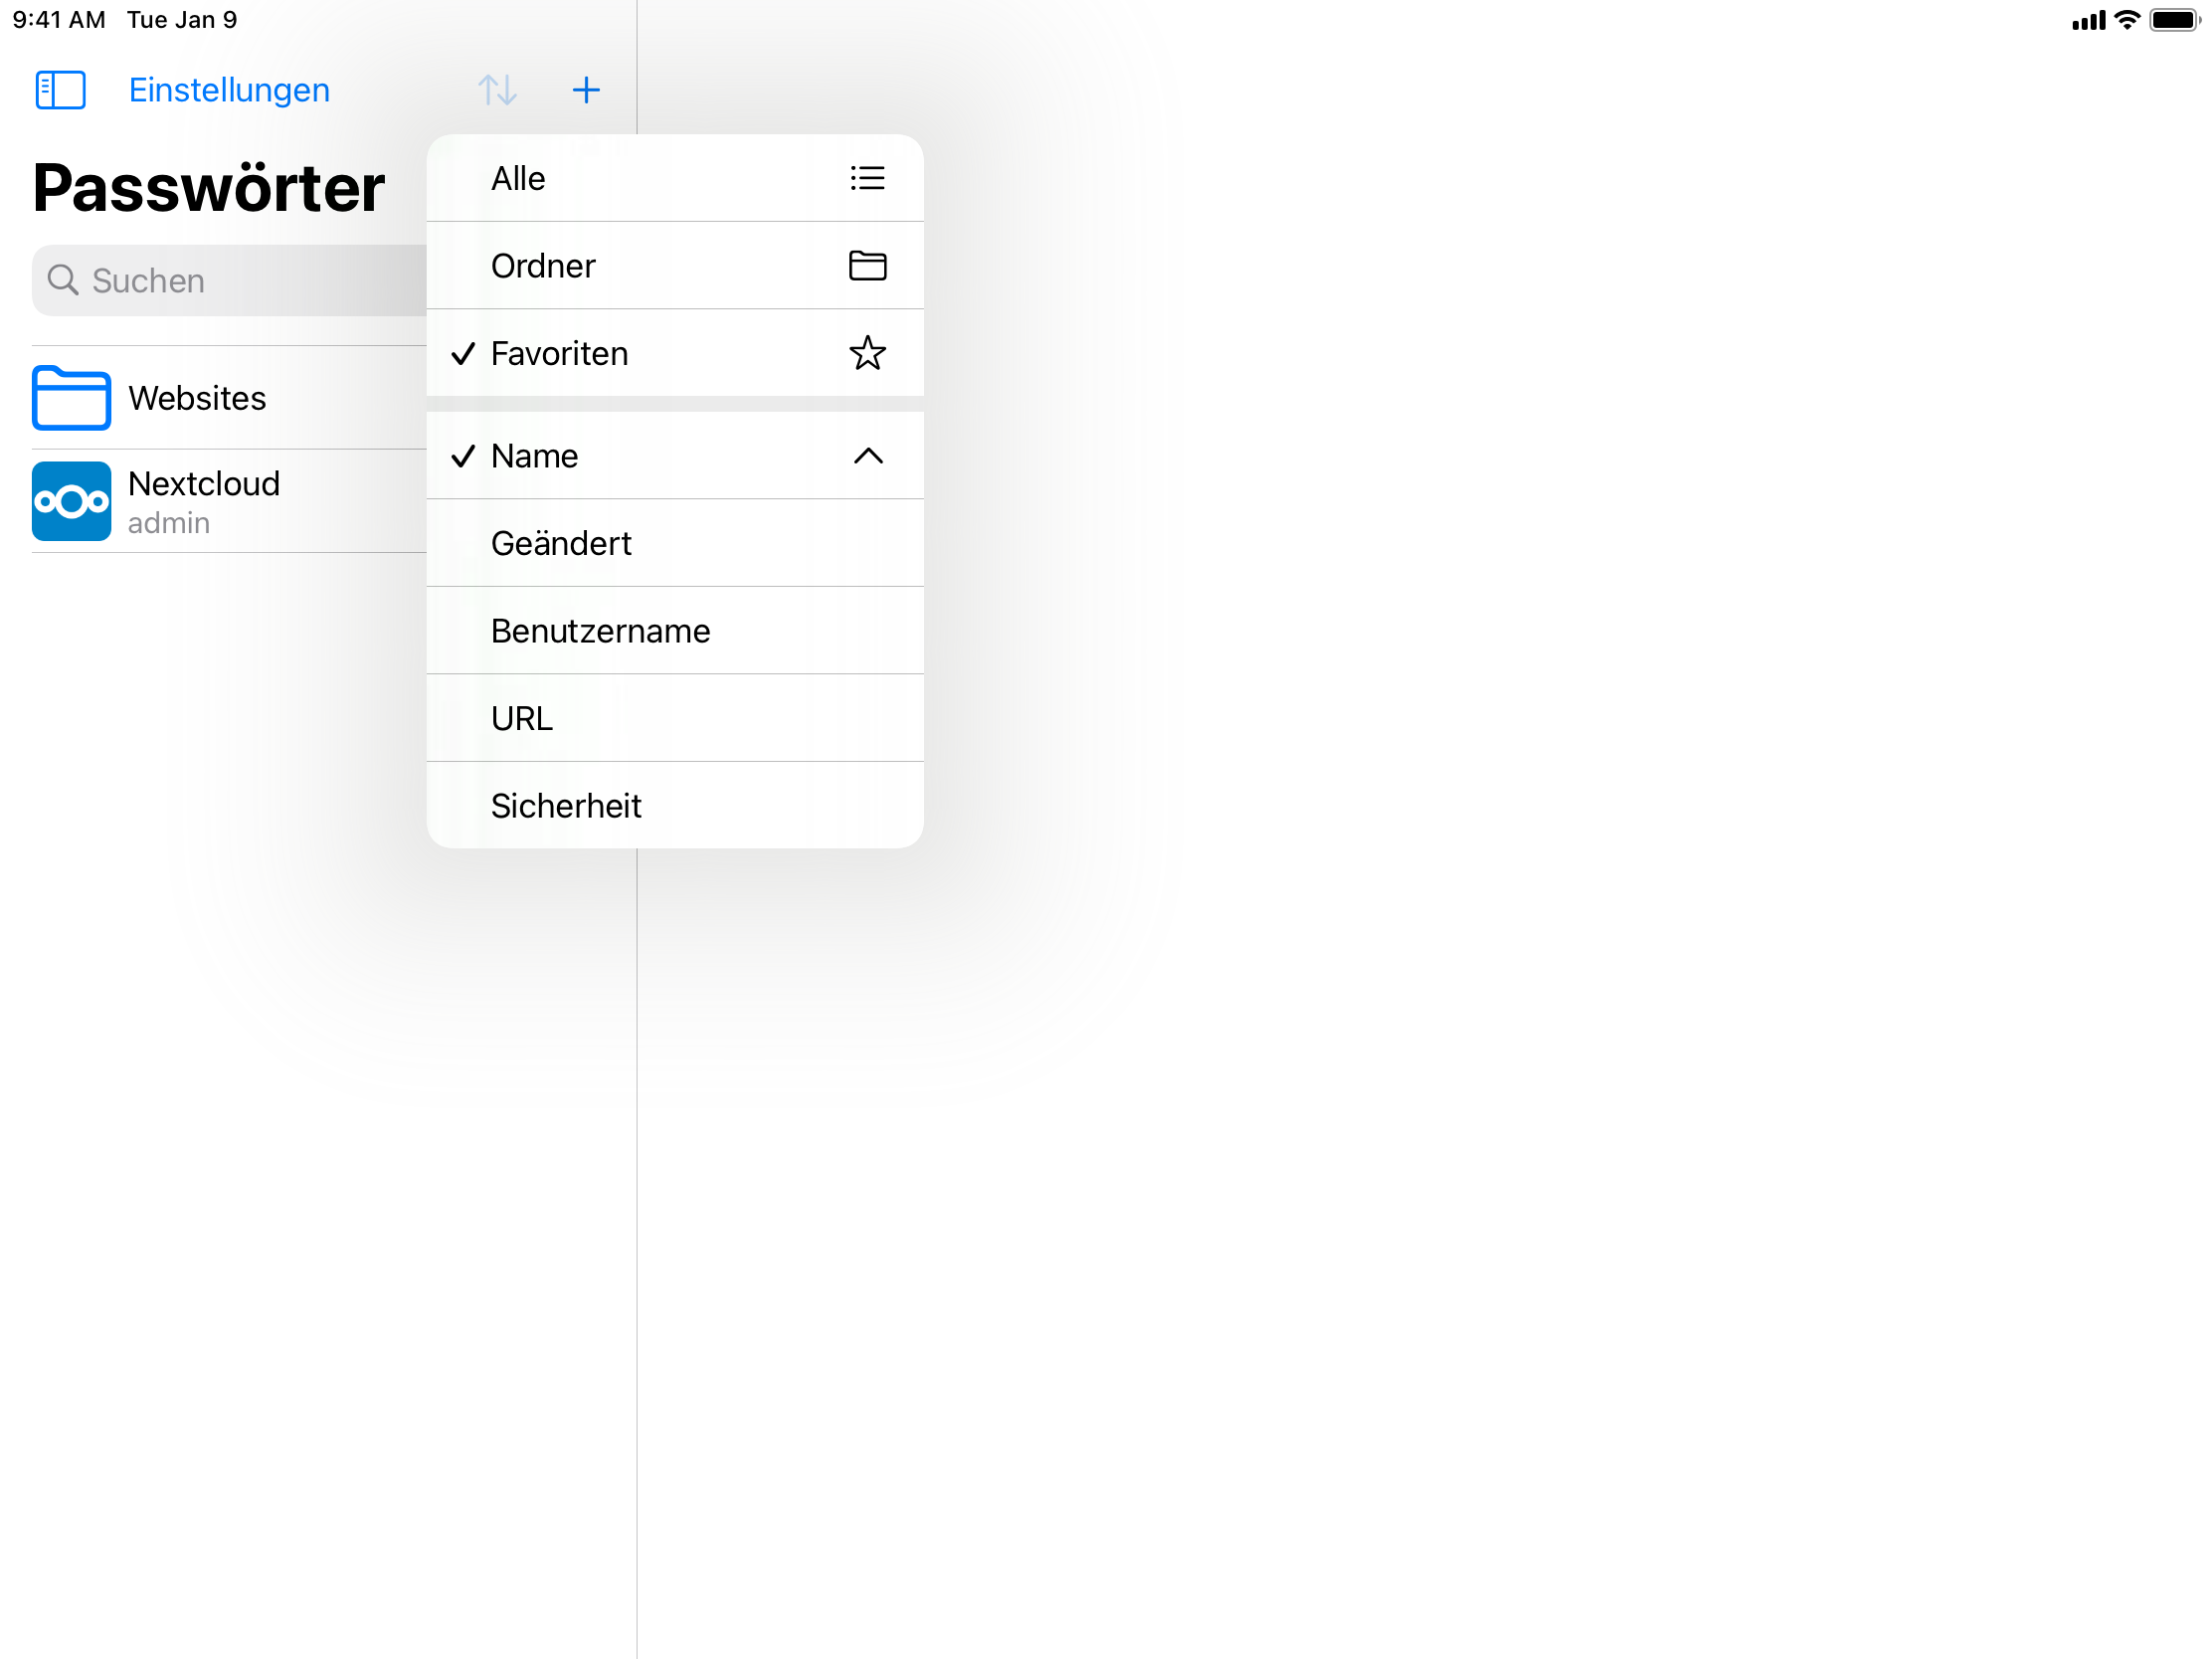 9:41 AM Tue Jan 9
Einstellungen
Passwörter
Suchen
Websites
Nextcloud
admin
Alle
Ordner
Favoriten
Name
Geändert
Benutzername
URL
Sicherheit